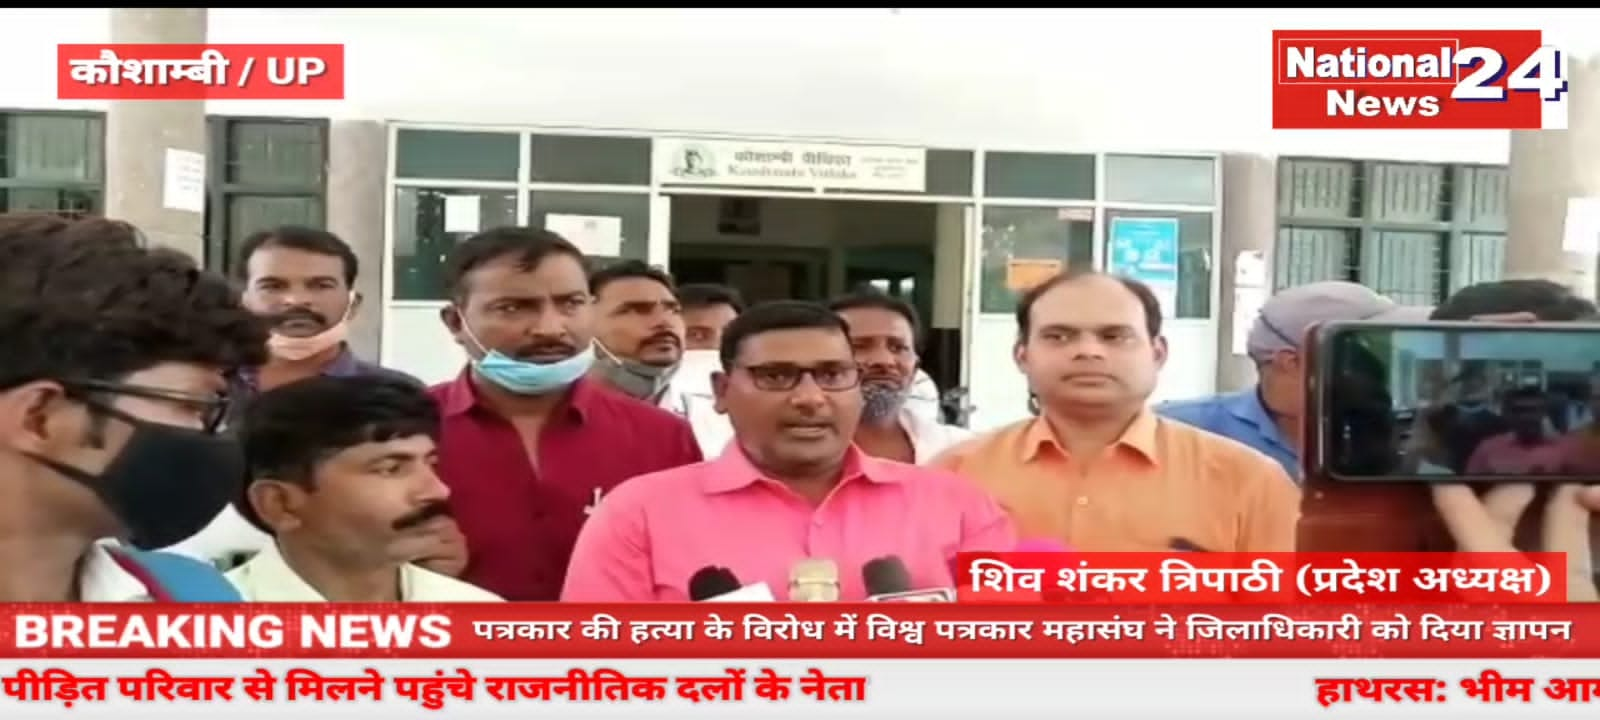 कौशाम्बी / UP
National 24
News
कौशाम्बी वीथिका
शिव शंकर त्रिपाठी (प्रदेश अध्यक्ष)
BREAKING NEWS पत्रकार की हत्या के विरोध में विश्व पत्रकार महासंघ ने जिलाधिकारी को दिया ज्ञापन
पीड़ित परिवार से मिलने पहुंचे राजनीतिक दलों के नेता हाथरस: भीम